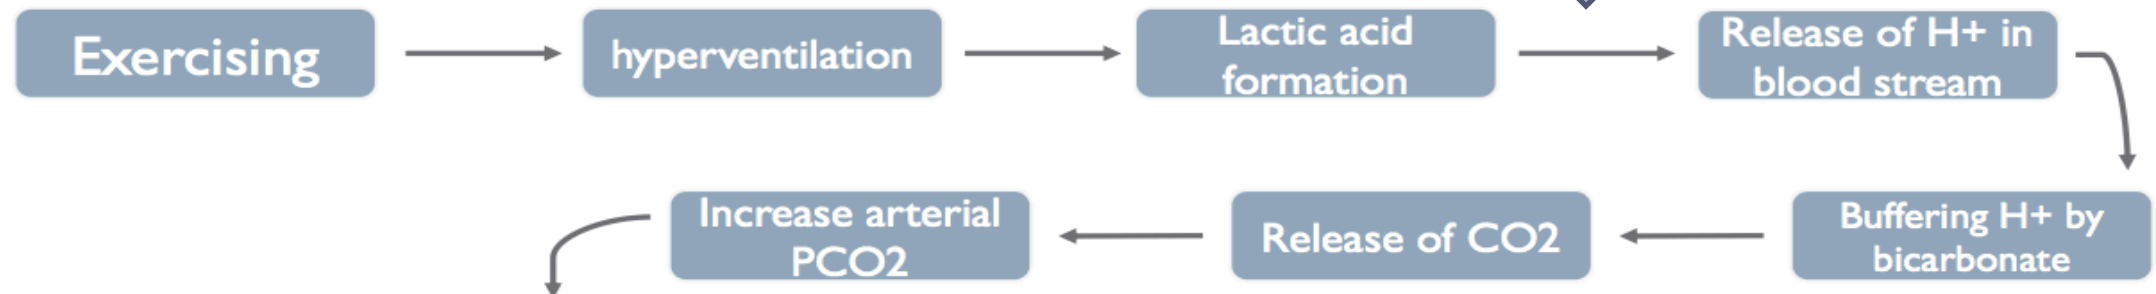 Exercising
hyperventilation
Lactic acid
formation
Release of H+ in
blood stream
Buffering H+ by
bicarbonate
Release of CO2
Increase arterial
PCO2